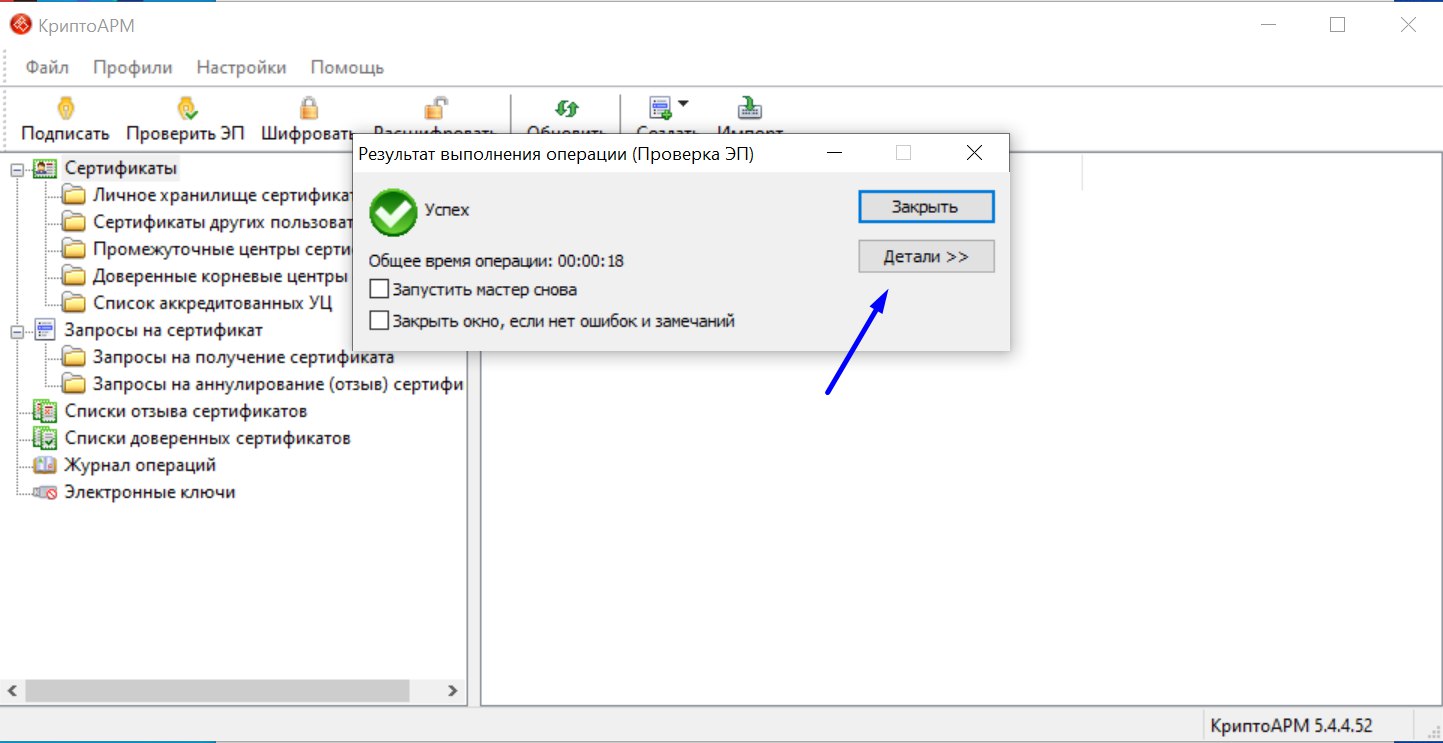 КриптоАРМ
Файл Профили Настройки Помощь
Подписать Проверить ЭП Шифровать Расшифровать Обновить Создать Импорт
Результат выполнения операции (Проверка ЭП)
Успех
Закрыть
Общее время операции: 00:00:18
Детали >>
Запустить мастер снова
Закрыть окно, если нет ошибок и замечаний
Сертификаты
Личное хранилище сертификат
Сертификаты других пользоват
Промежуточные центры серти
Доверенные корневые центры
Список аккредитованных УЦ
Запросы на сертификат
Запросы на получение сертификата
Запросы на аннулирование (отзыв) сертифи
Списки отзыва сертификатов
Списки доверенных сертификатов
Журнал операций
Электронные ключи
КриптоАРМ 5.4.4.52